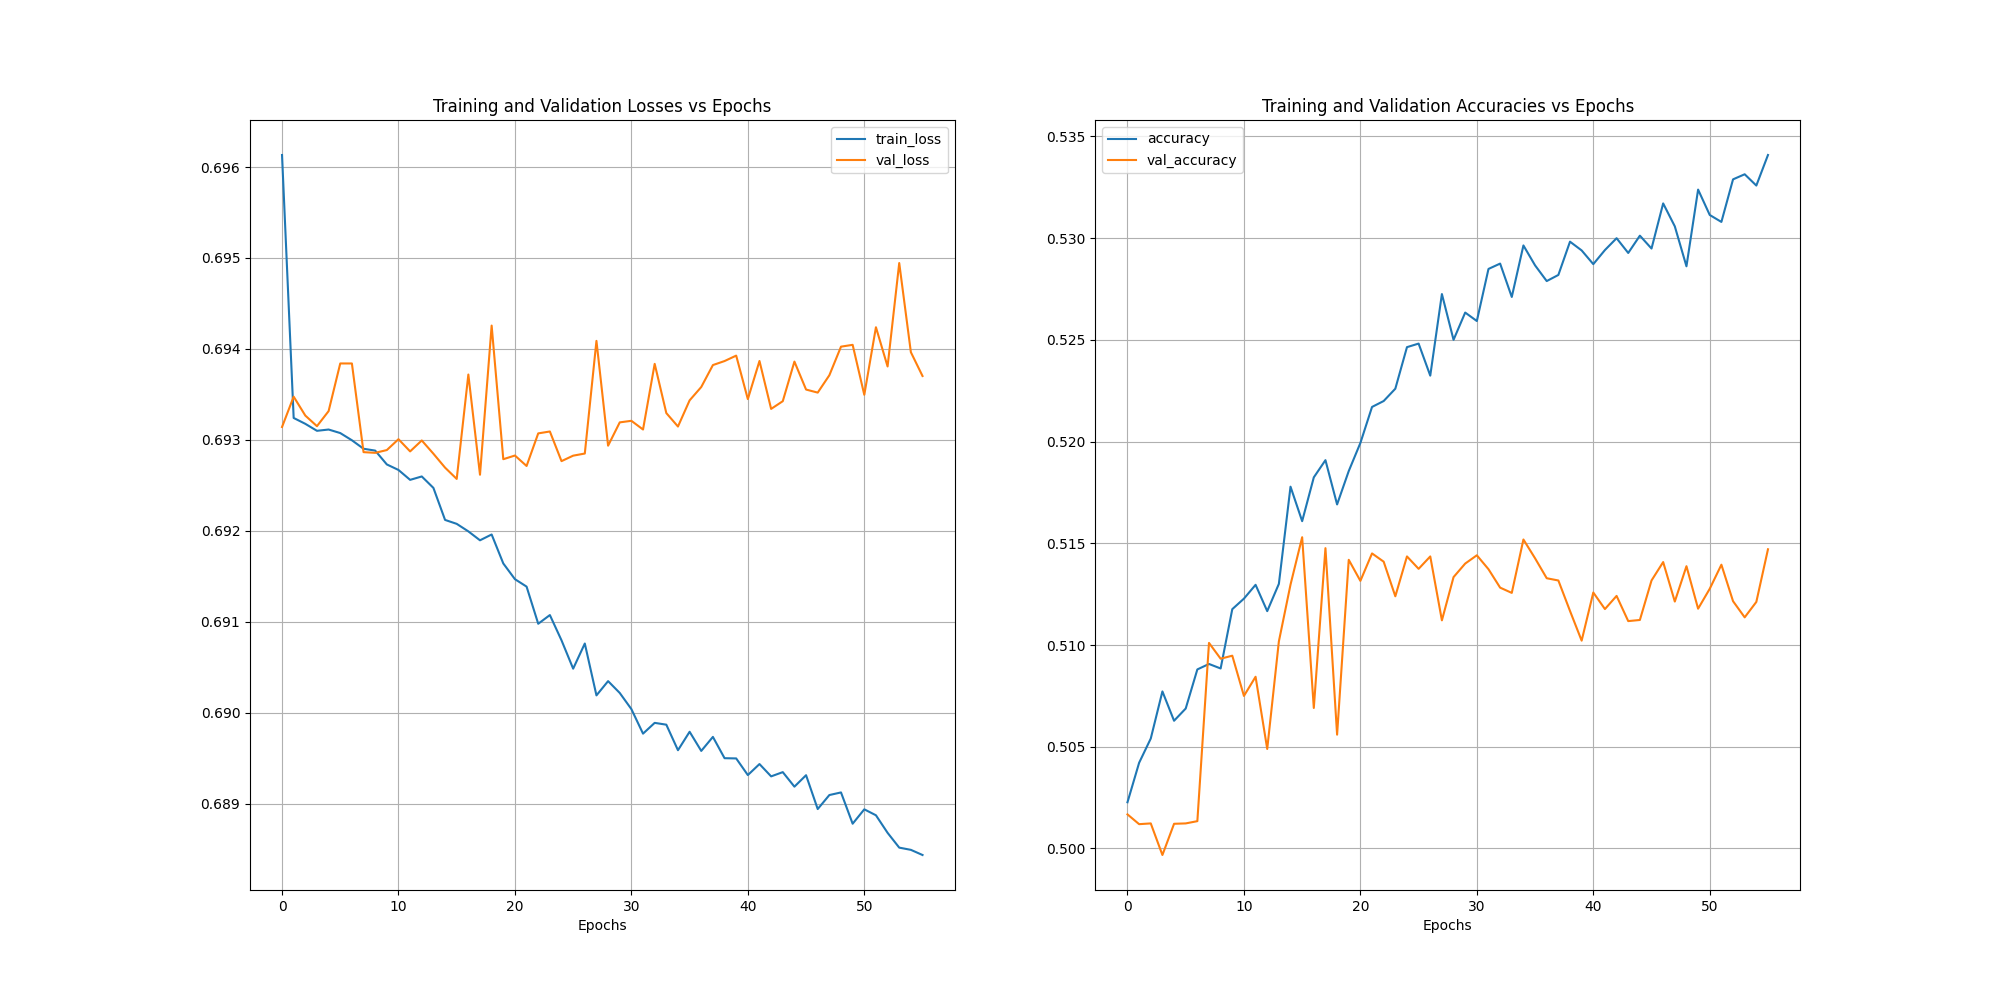 Training and Validation Losses vs Epochs
train_loss
val_loss
0.696
0.695
0.694
0.693
0.692
0.691
0.690
0.689
0 10 20 30 40 50
Epochs
Training and Validation Accuracies vs Epochs
accuracy
val_accuracy
0.535
0.530
0.525
0.520
0.515
0.510
0.505
0.500
0 10 20 30 40 50
Epochs